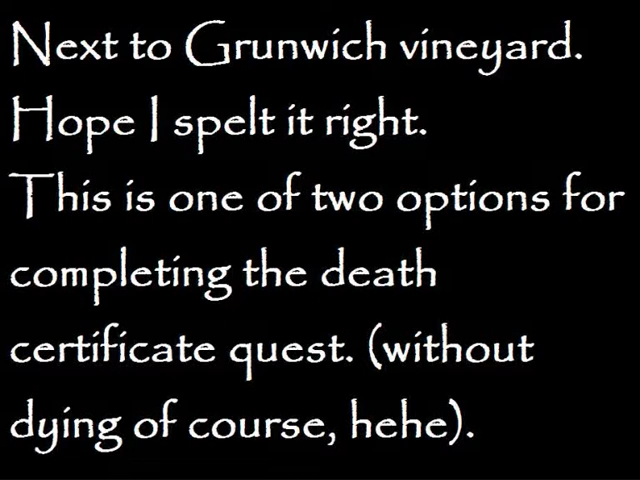 Next to Grunwich vineyard.
Hope I spelt it right.
This is one of two options for
completing the death
certificate quest. (without
dying of course, hehe).